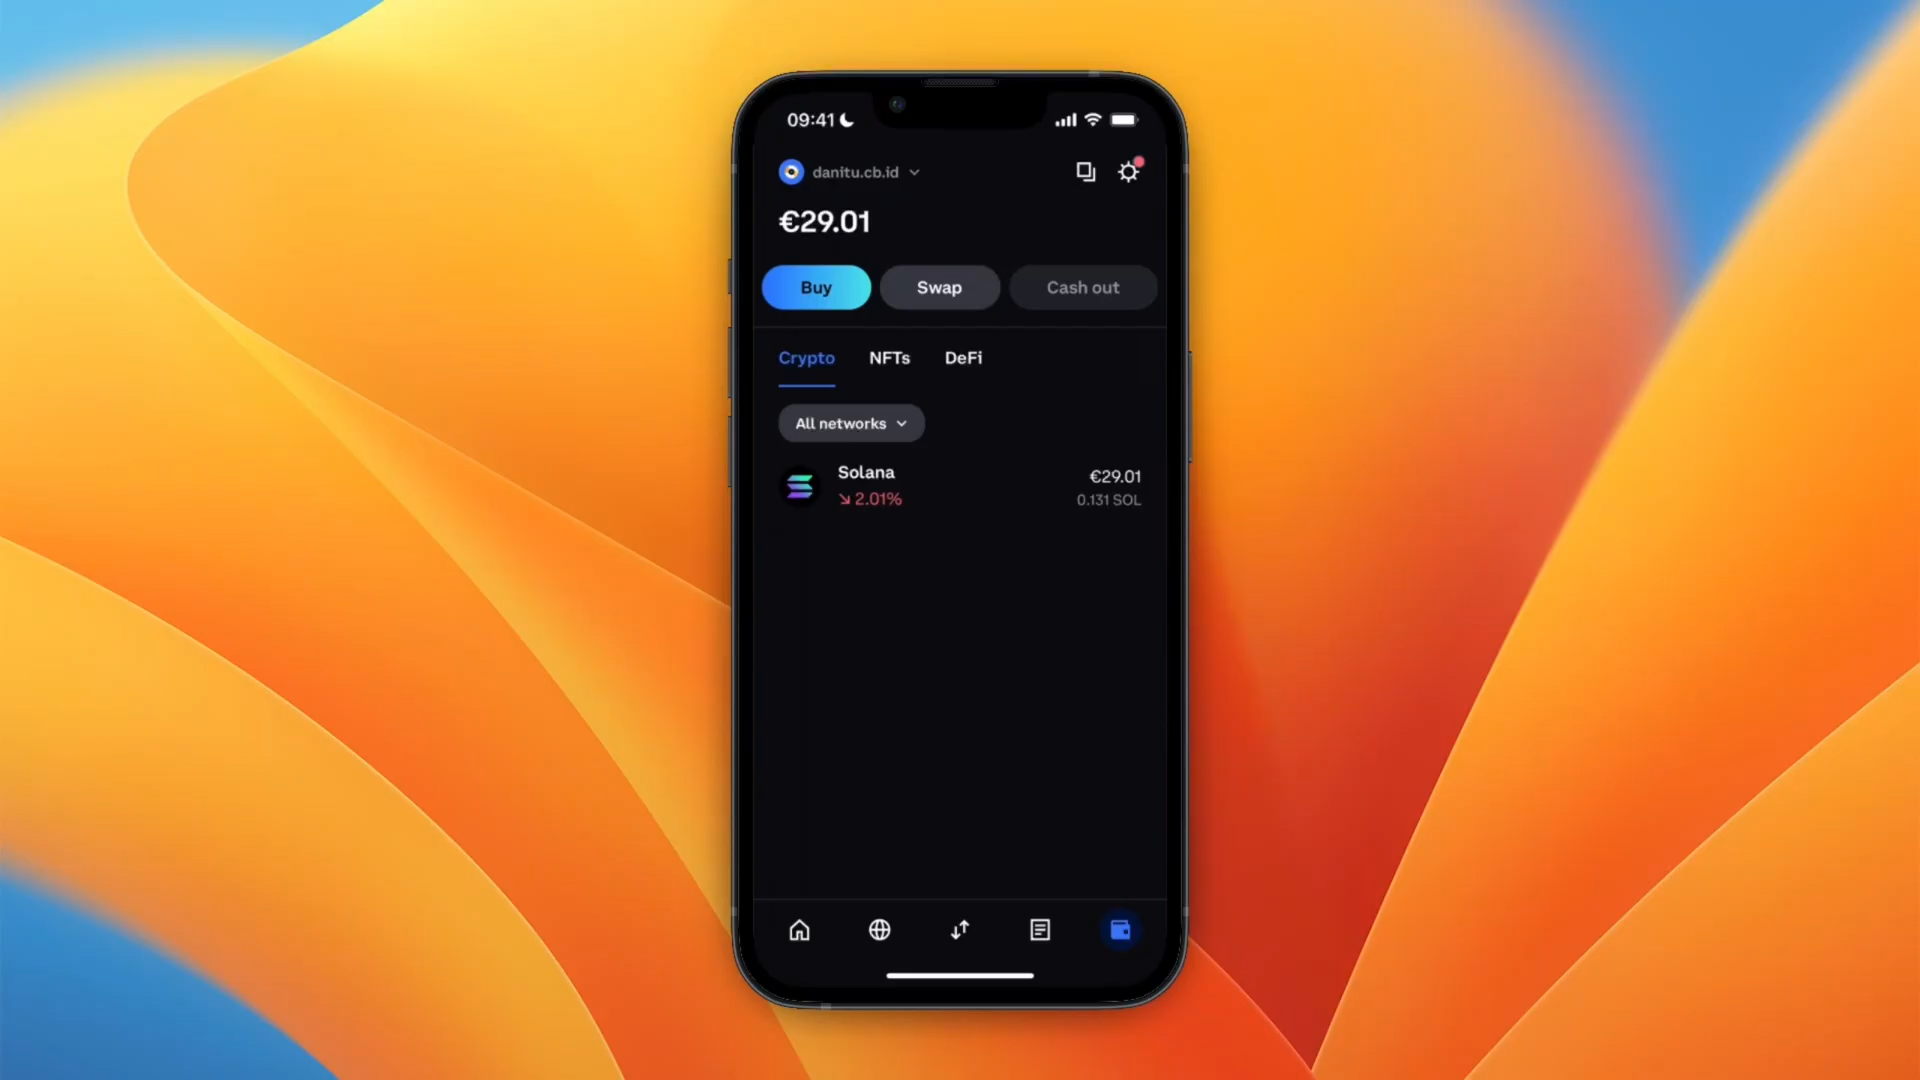 09:41
danitu.cb.id
€29.01
Buy
Swap
Cash out
Crypto
NFTs
DeFi
All networks
Solana
€29.01
↘ 2.01%
0.131 SOL